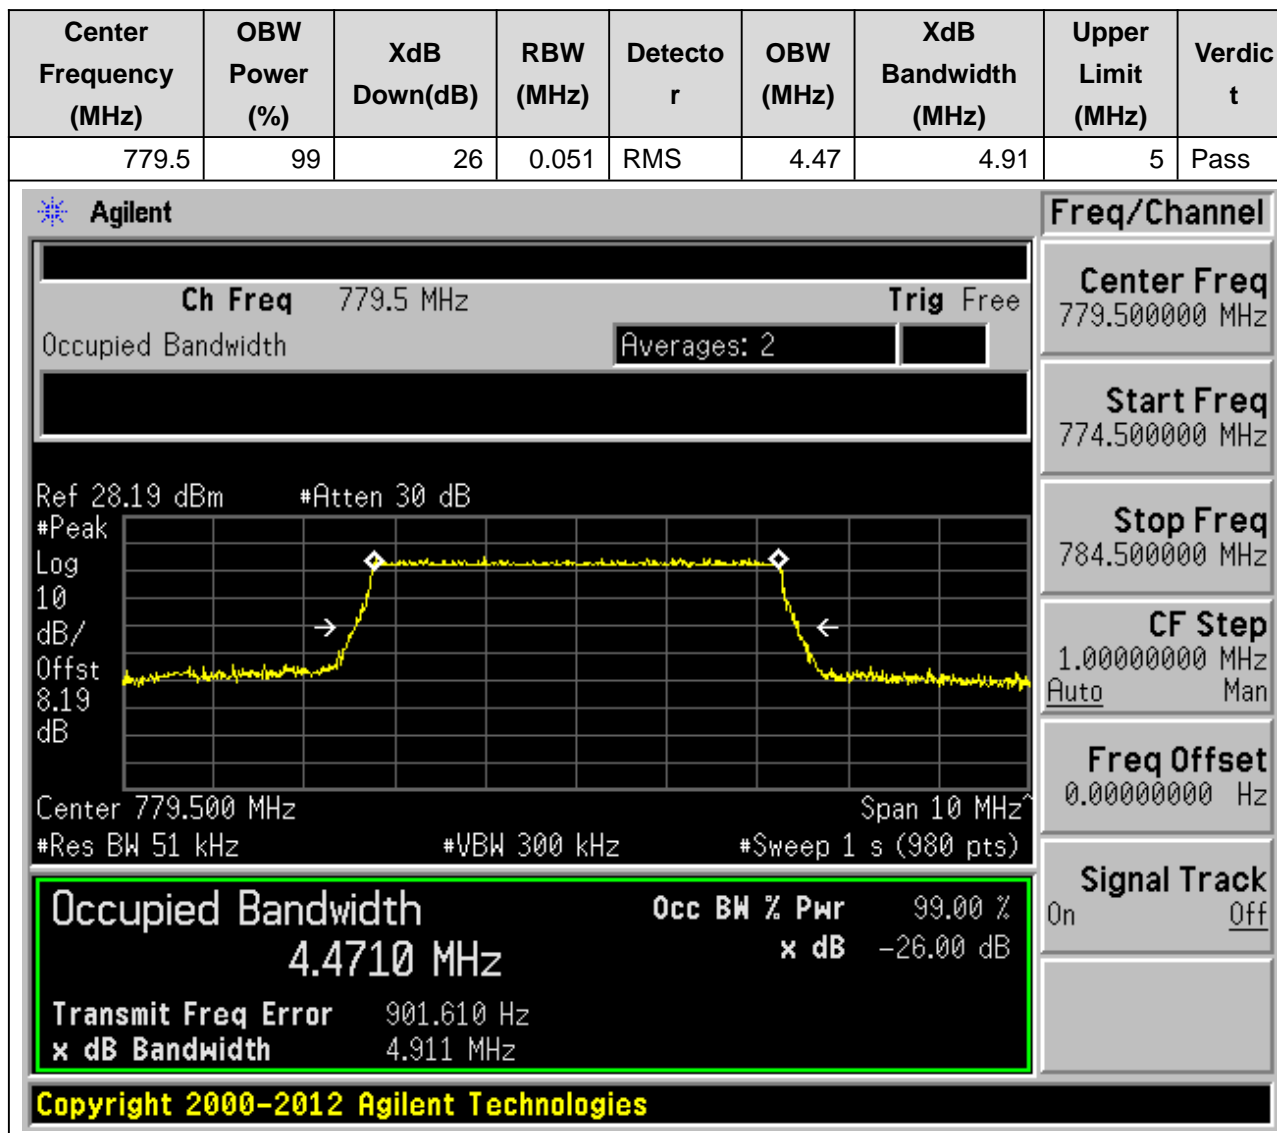 Center Frequency (MHz) OBW Power (%) XdB Down(dB) RBW (MHz) Detecto r OBW (MHz) XdB Bandwidth (MHz) Upper Limit (MHz) Verdic t
779.5 99 26 0.051 RMS 4.47 4.91 5 Pass
Agilent
Freq/Channel
Ch Freq 779.5 MHz Trig Free
Occupied Bandwidth Averages: 2
Center Freq
779.500000 MHz
Start Freq
774.500000 MHz
Stop Freq
784.500000 MHz
CF Step
1.00000000 MHz
Auto Man
Freq Offset
0.00000000 Hz
Signal Track
On Off
Ref 28.19 dBm #Atten 30 dB
#Peak
Log
10
dB/
Offst
8.19
dB
Center 779.500 MHz Span 10 MHz^
#Res BW 51 kHz #VBW 300 kHz #Sweep 1 s (980 pts)
Occupied Bandwidth
4.4710 MHz
Occ BW % Pwr 99.00 %
x dB -26.00 dB
Transmit Freq Error 901.610 Hz
x dB Bandwidth 4.911 MHz
Copyright 2000-2012 Agilent Technologies